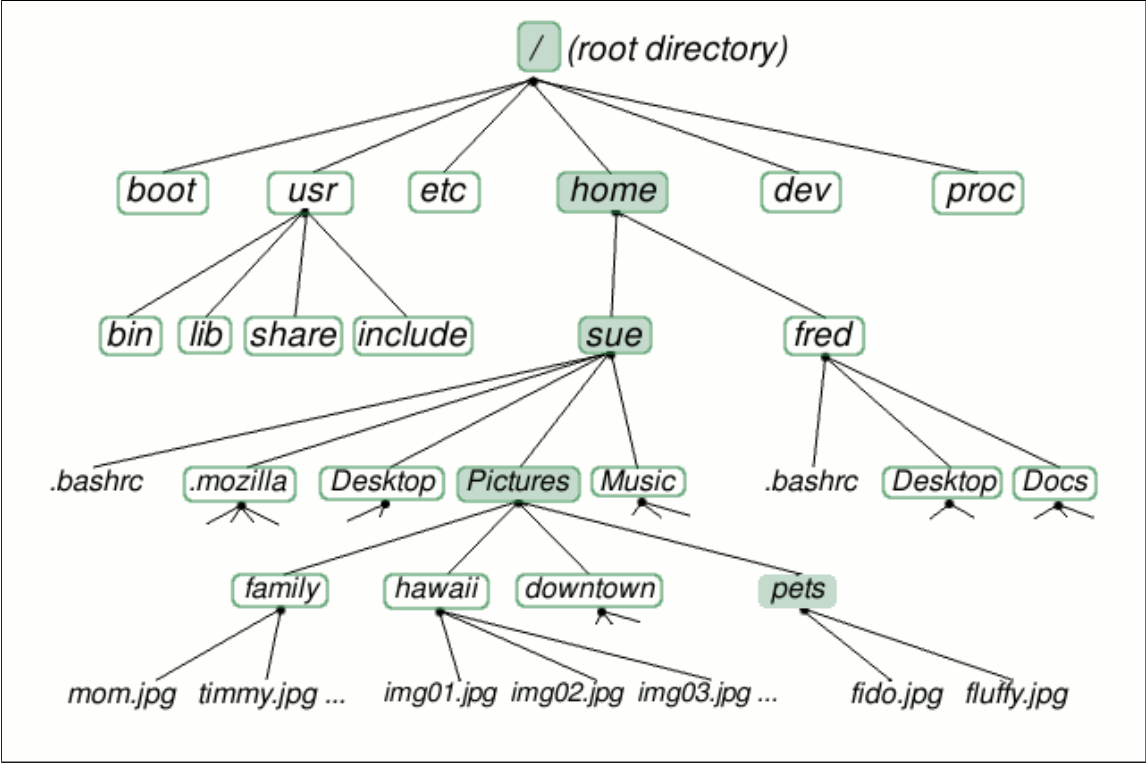 / (root directory)
boot usr etc home dev proc
bin lib share include sue fred
.bashrc .mozilla Desktop Pictures Music .bashrc Desktop Docs
family hawaii downtown pets
mom.jpg timmy.jpg ... img01.jpg img02.jpg img03.jpg ... fido.jpg fluffy.jpg